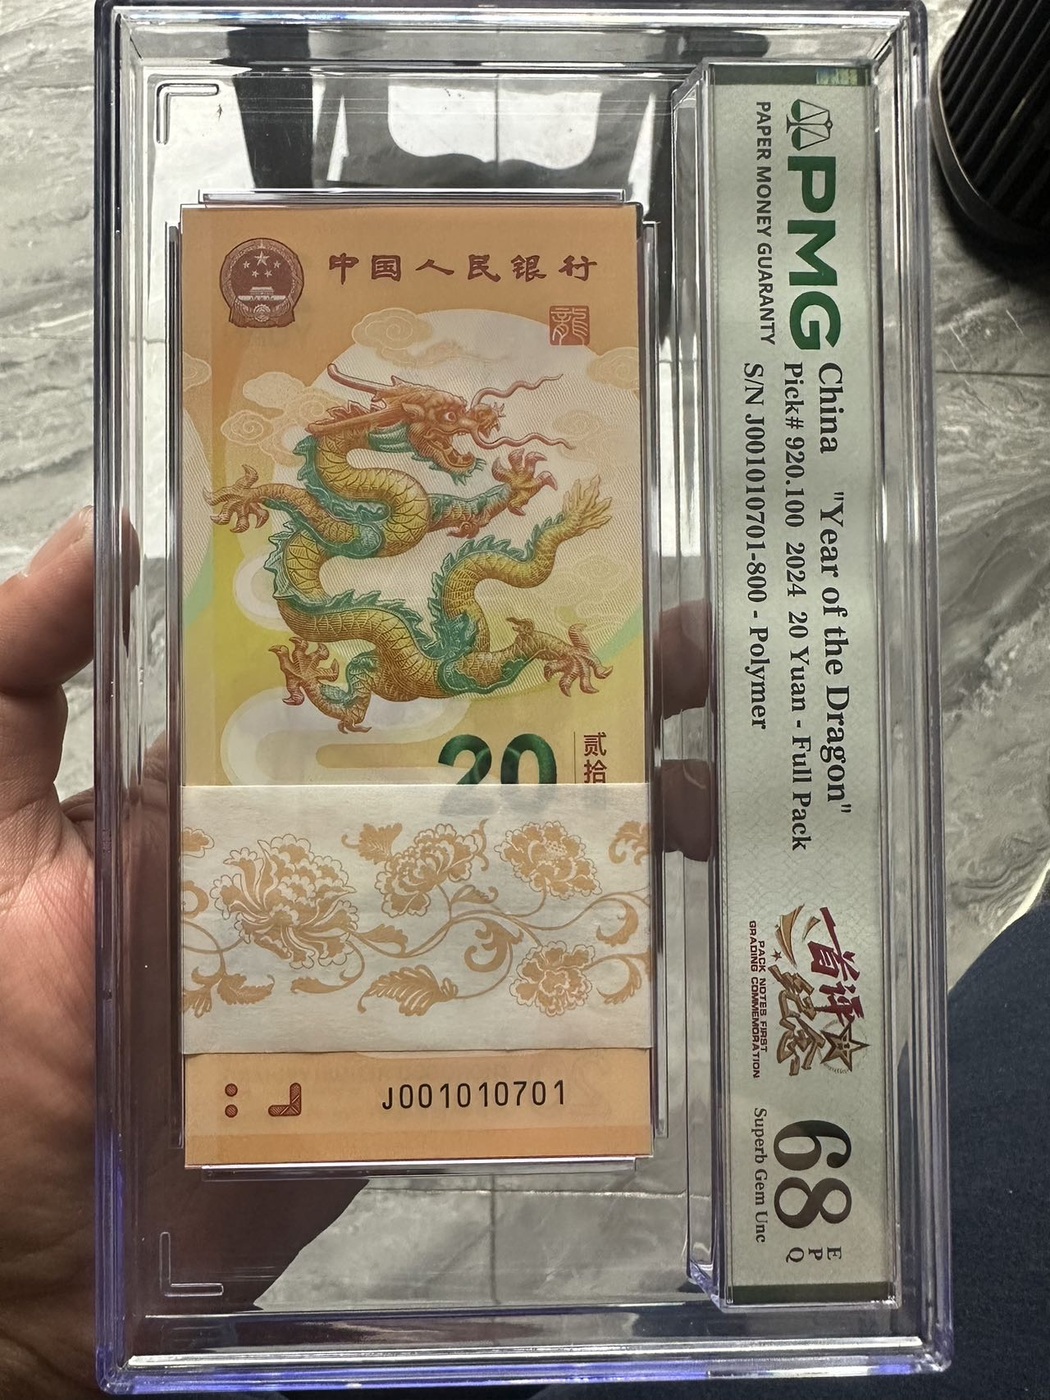 中国人民银行
龍
20
贰拾
J001010701
PMG
PAPER MONEY GUARANTY
China "Year of the Dragon"
Pick# 920.100 2024 20 Yuan - Full Pack
S/N J001010701-800 - Polymer
首评
纪念
PACK NOTES FIRST
GRADING COMMEMORATION
68 EPQ
Superb Gem Unc